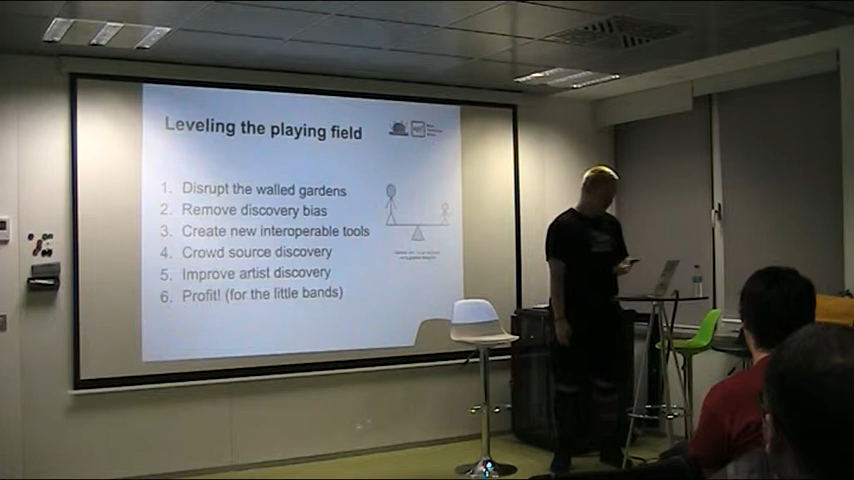 Leveling the playing field
1. Disrupt the walled gardens
2. Remove discovery bias
3. Create new interoperable tools
4. Crowd source discovery
5. Improve artist discovery
6. Profit! (for the little bands)